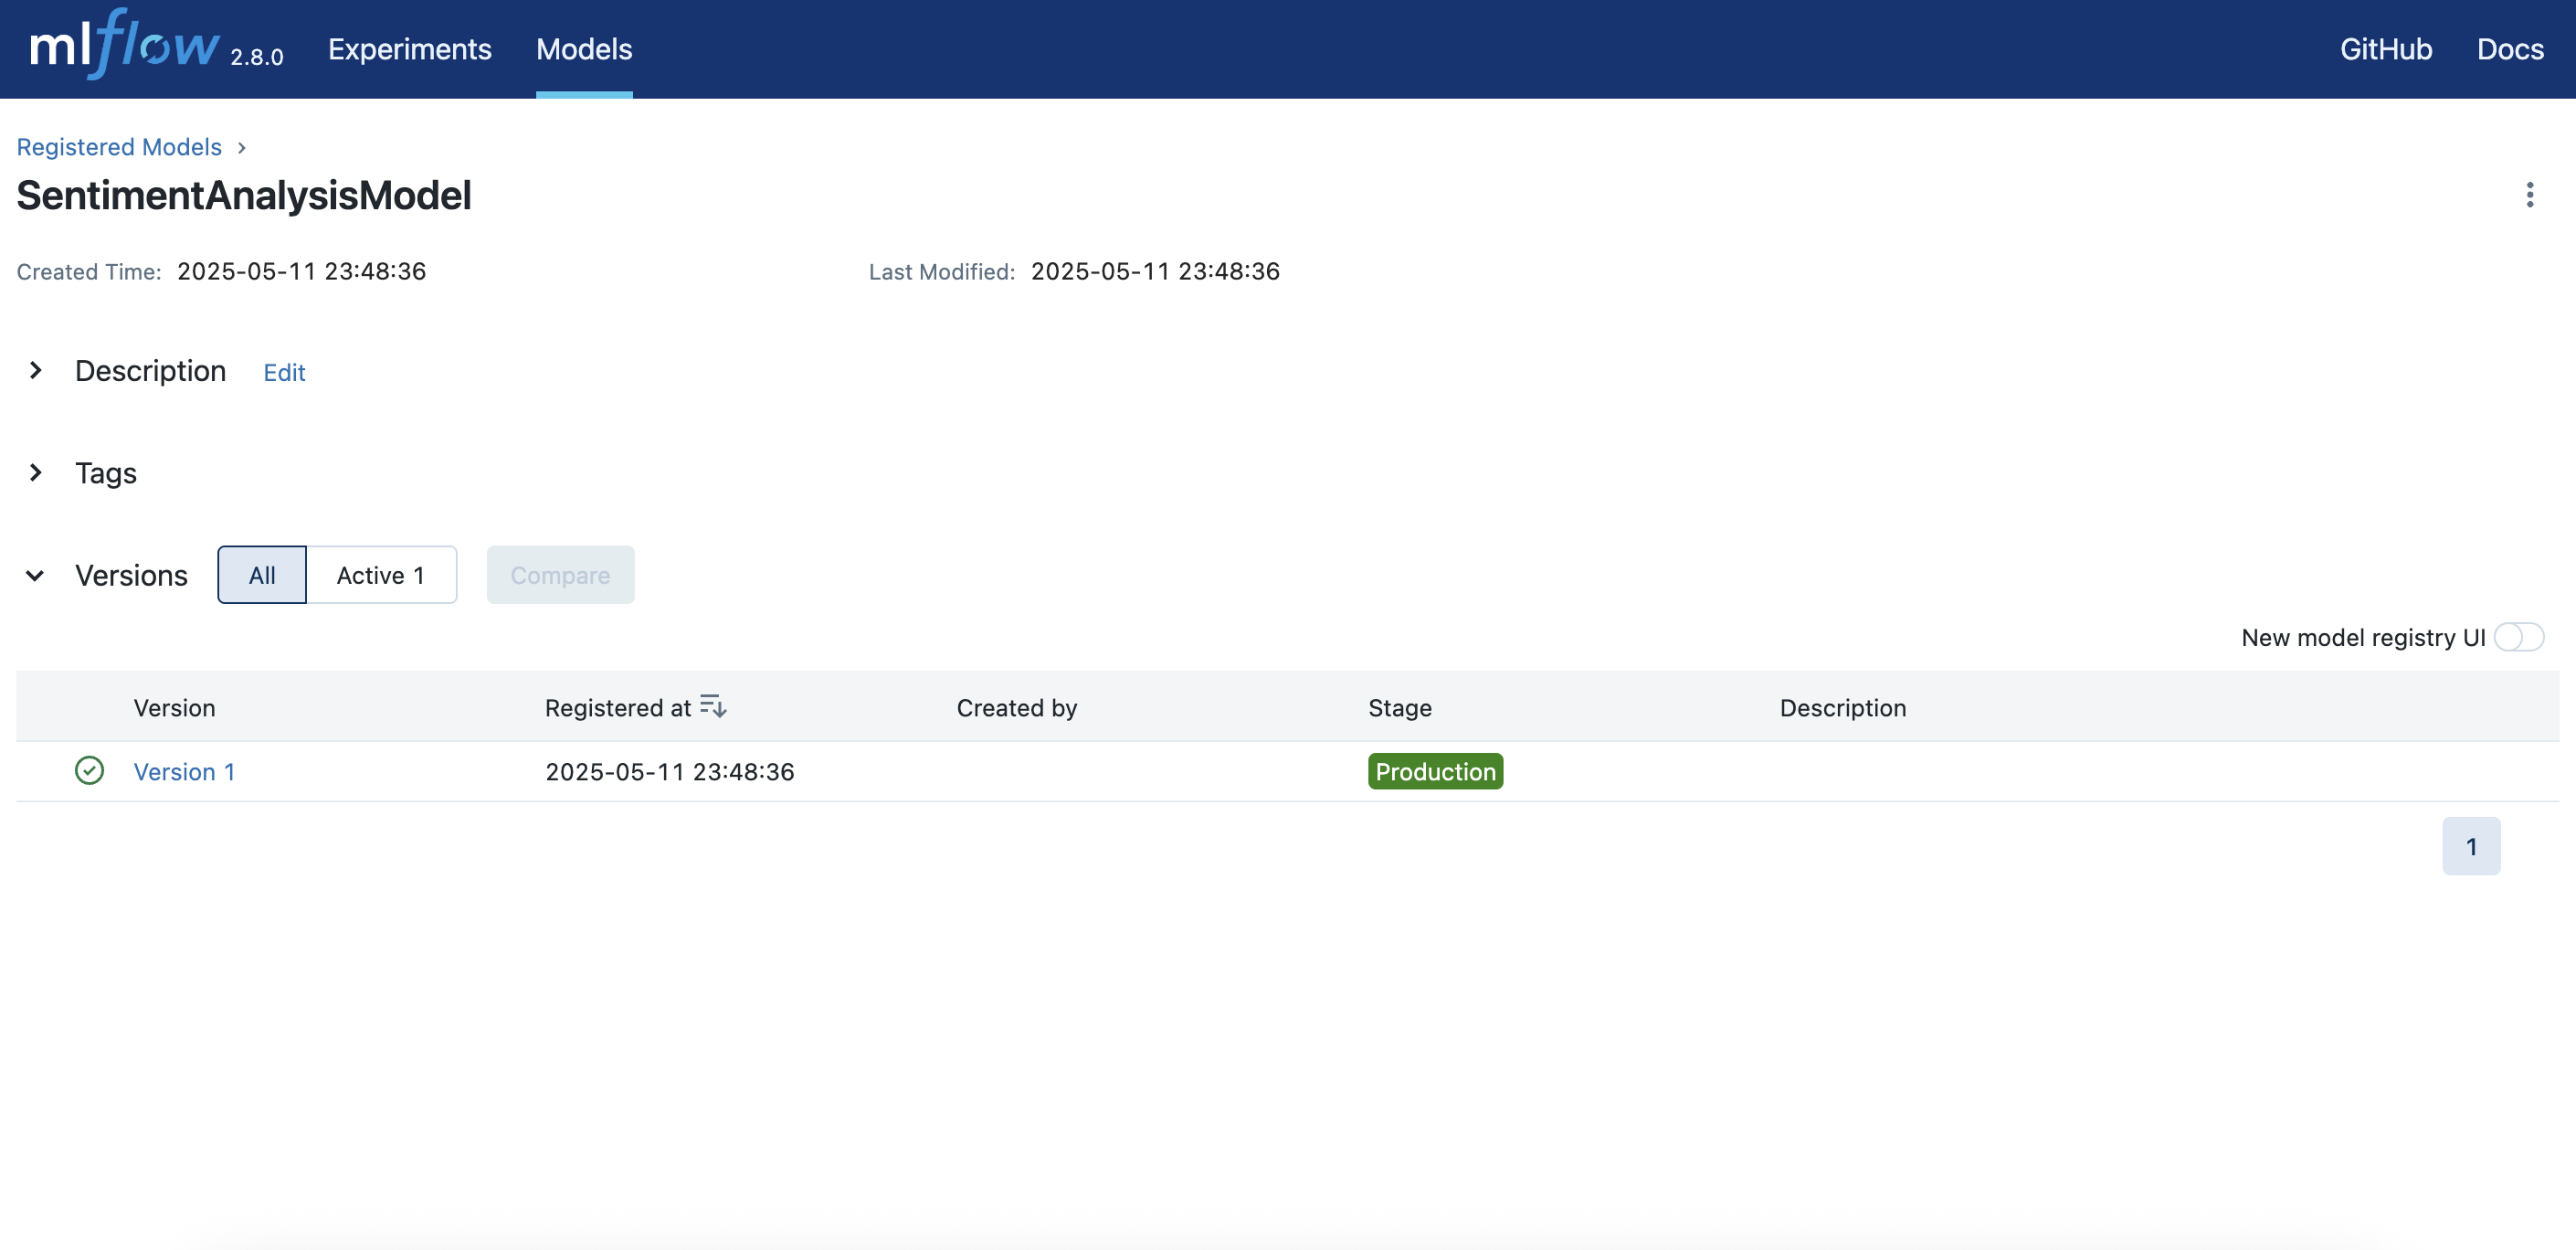 mlflow 2.8.0 Experiments Models GitHub Docs
Registered Models
SentimentAnalysisModel
Created Time: 2025-05-11 23:48:36 Last Modified: 2025-05-11 23:48:36
Description Edit
Tags
Versions All Active 1 Compare
New model registry UI
Version Registered at Created by Stage Description
Version 1 2025-05-11 23:48:36 Production
1